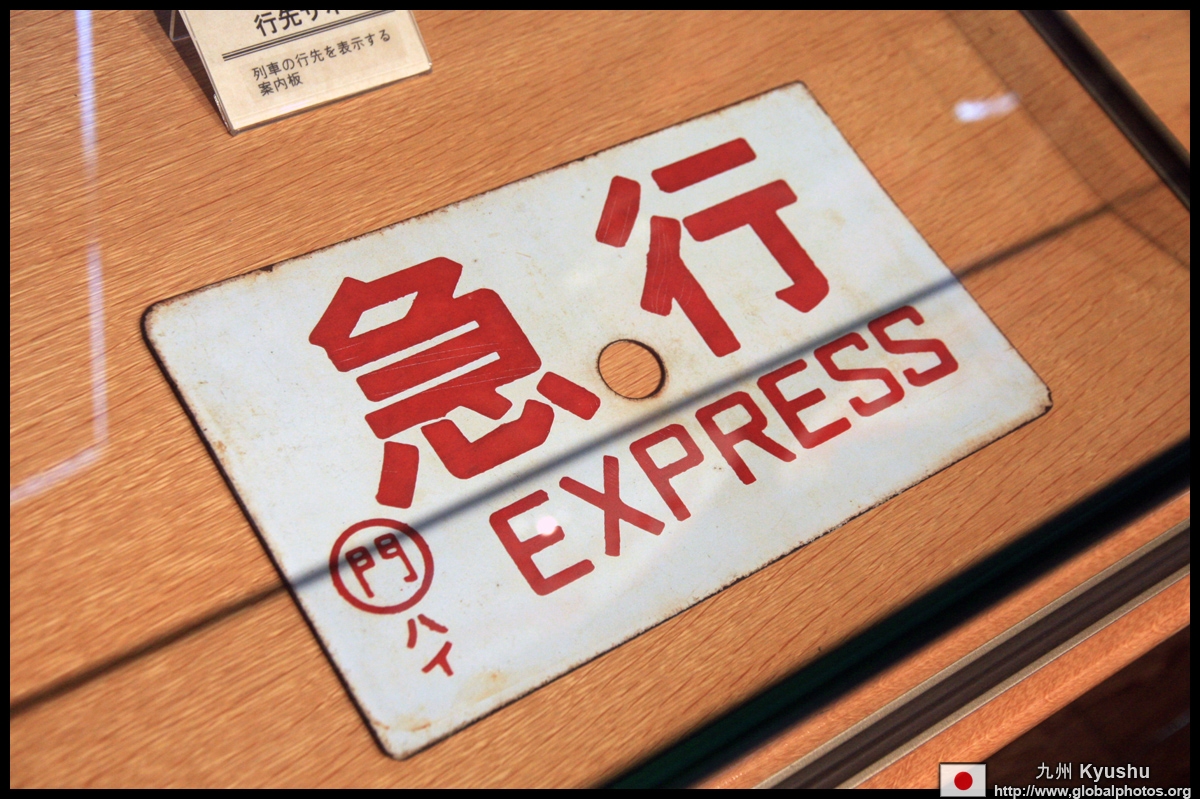 行先サボ
列車の行先を表示する
案内板
急行
EXPRESS
門
ハイ
九州 Kyushu
http://www.globalphotos.org